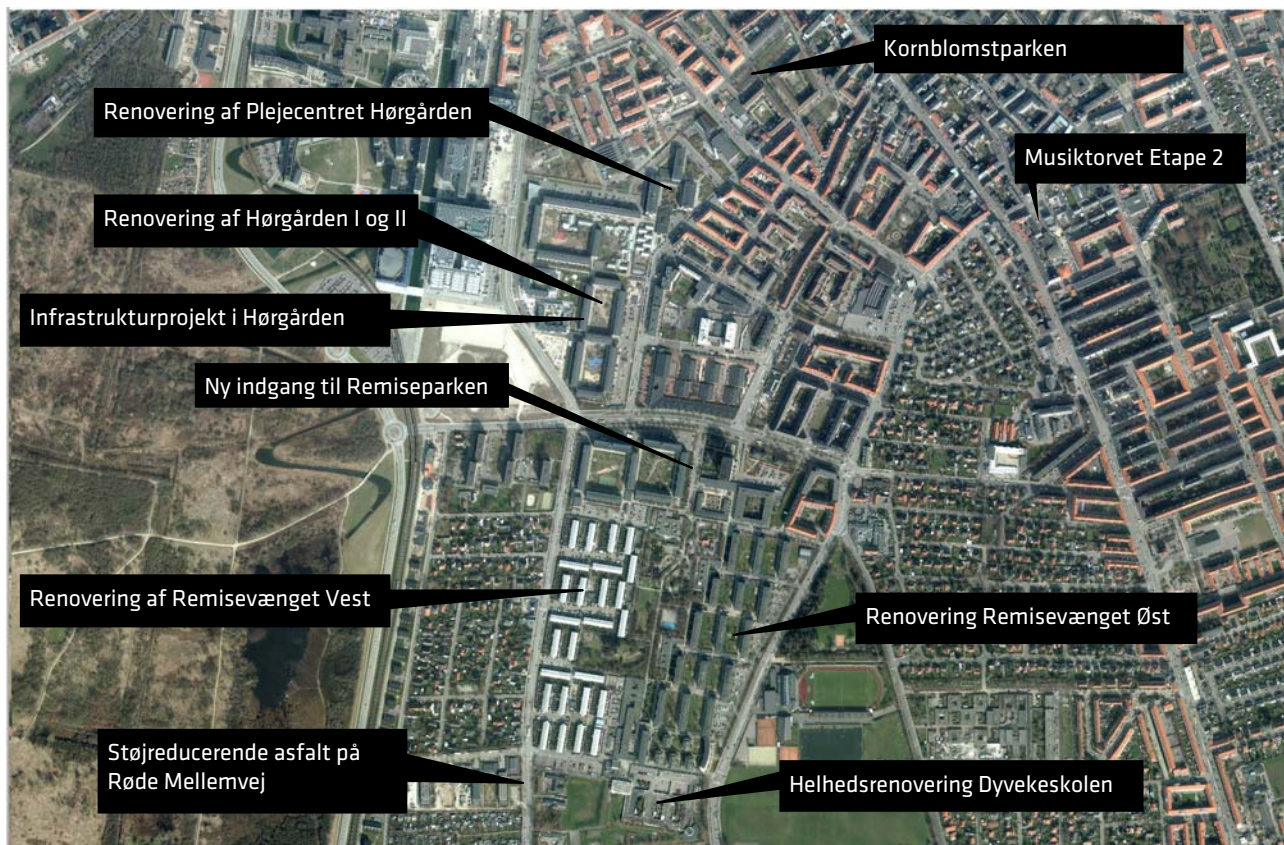 Kornblomstparken
Renovering af Plejecentret Hørgården
Musiktorvet Etape 2
Renovering af Hørgården I og II
Infrastrukturprojekt i Hørgården
Ny indgang til Remiseparken
Renovering af Remisevænget Vest
Renovering Remisevænget Øst
Støjreducerende asfalt på
Røde Mellemvej
Helhedsrenovering Dyvekeskolen